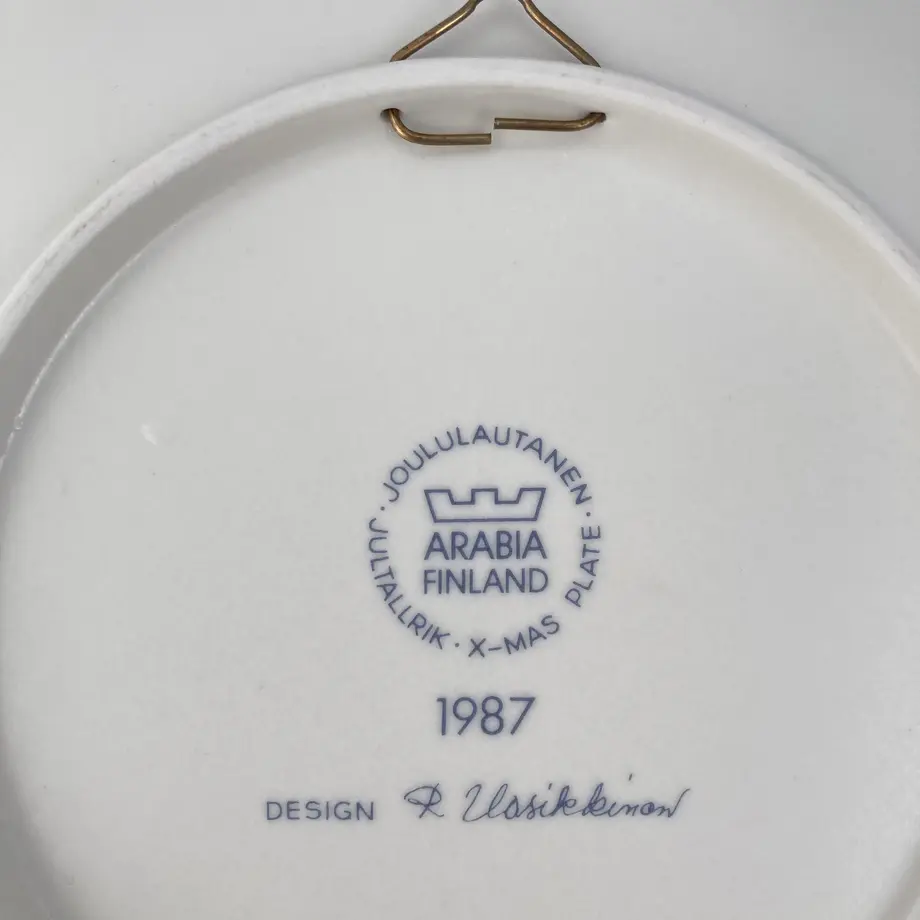 · JOULULAUTANEN · X-MAS PLATE · JULTALLRIK
ARABIA
FINLAND
1987
DESIGN R Uosikkinen